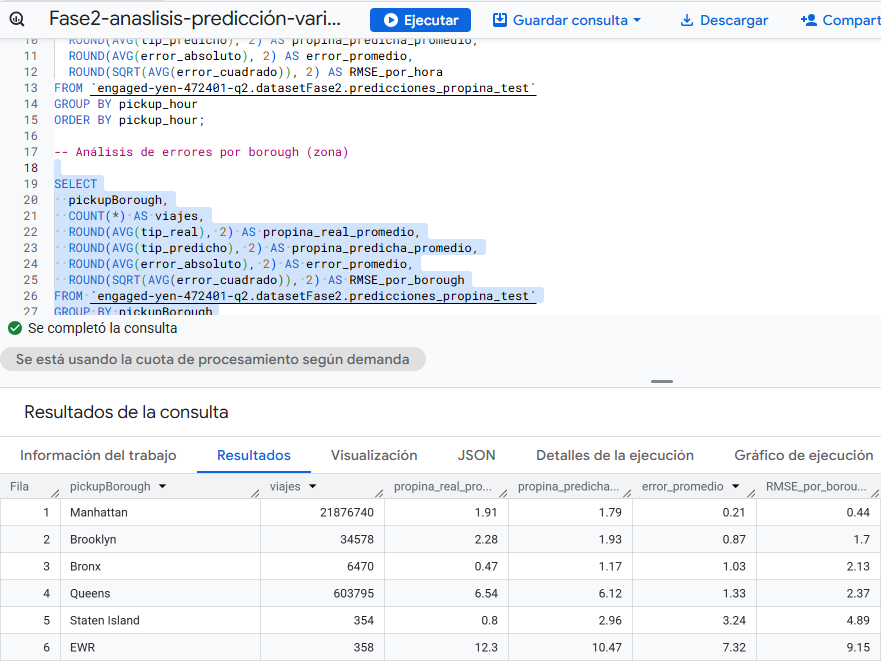 Fase2-anaslisis-predicción-vari... Ejecutar Guardar consulta Descargar Compart
10 ROUND(AVG(tip_predicho), 2) AS propina_predicha_promedio,
11 ROUND(AVG(error_absoluto), 2) AS error_promedio,
12 ROUND(SQRT(AVG(error_cuadrado)), 2) AS RMSE_por_hora
13 FROM `engaged-yen-472401-q2.datasetFase2.predicciones_propina_test`
14 GROUP BY pickup_hour
15 ORDER BY pickup_hour;
16
17 -- Análisis de errores por borough (zona)
18
19 SELECT
20 pickupBorough,
21 COUNT(*) AS viajes,
22 ROUND(AVG(tip_real), 2) AS propina_real_promedio,
23 ROUND(AVG(tip_predicho), 2) AS propina_predicha_promedio,
24 ROUND(AVG(error_absoluto), 2) AS error_promedio,
25 ROUND(SQRT(AVG(error_cuadrado)), 2) AS RMSE_por_borough
26 FROM `engaged-yen-472401-q2.datasetFase2.predicciones_propina_test`
27 GROUP BY pickupBorough
Se completó la consulta
Se está usando la cuota de procesamiento según demanda
Resultados de la consulta
Información del trabajo Resultados Visualización JSON Detalles de la ejecución Gráfico de ejecución
Fila pickupBorough viajes propina_real_pro... propina_predicha... error_promedio RMSE_por_borou...
1 Manhattan 21876740 1.91 1.79 0.21 0.44
2 Brooklyn 34578 2.28 1.93 0.87 1.7
3 Bronx 6470 0.47 1.17 1.03 2.13
4 Queens 603795 6.54 6.12 1.33 2.37
5 Staten Island 354 0.8 2.96 3.24 4.89
6 EWR 358 12.3 10.47 7.32 9.15